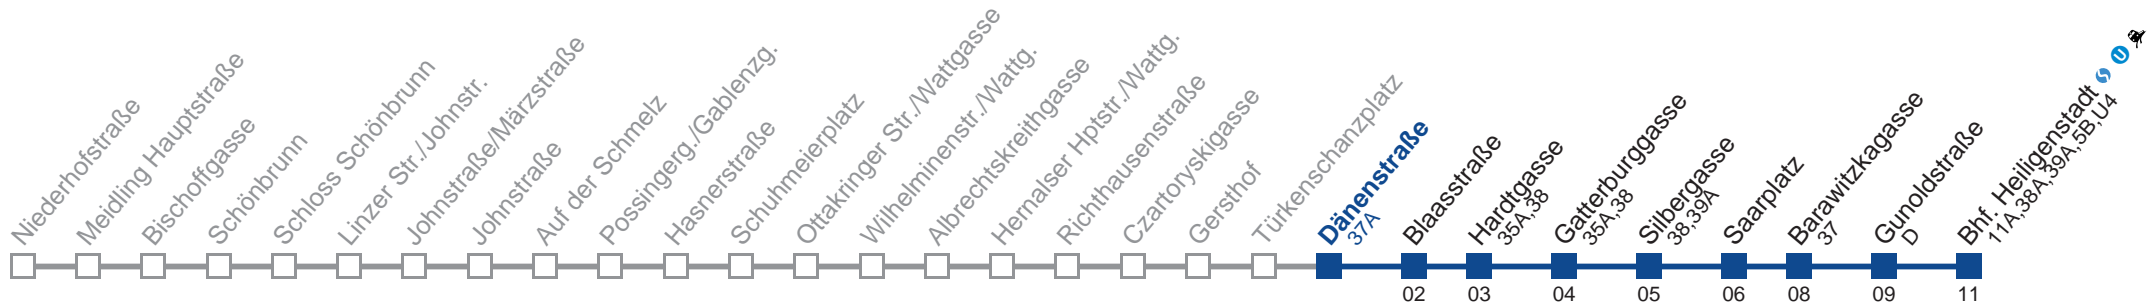 Niederhofstraße
Meidling Hauptstraße
Bischoffgasse
Schönbrunn
Schloss Schönbrunn
Linzer Str./Johnstr.
Johnstraße/Märzstraße
Johnstraße
Auf der Schmelz
Possingerg./Gablenzg.
Hasnerstraße
Schuhmeierplatz
Ottakringer Str./Wattgasse
Wilhelminenstr./Wattg.
Albrechtskreithgasse
Hernalser Hptstr./Wattg.
Richthausenstraße
Czartoryskigasse
Gersthof
Türkenschanzplatz
Dänenstraße
37A
Blaasstraße
02
Hardtgasse
35A,38
03
Gatterburggasse
35A,38
04
Silbergasse
38,39A
05
Saarplatz
06
Barawitzkagasse
37
08
Gunoldstraße
D
09
Bhf. Heiligenstadt S U
11A,38A,39A,5B,U4
11